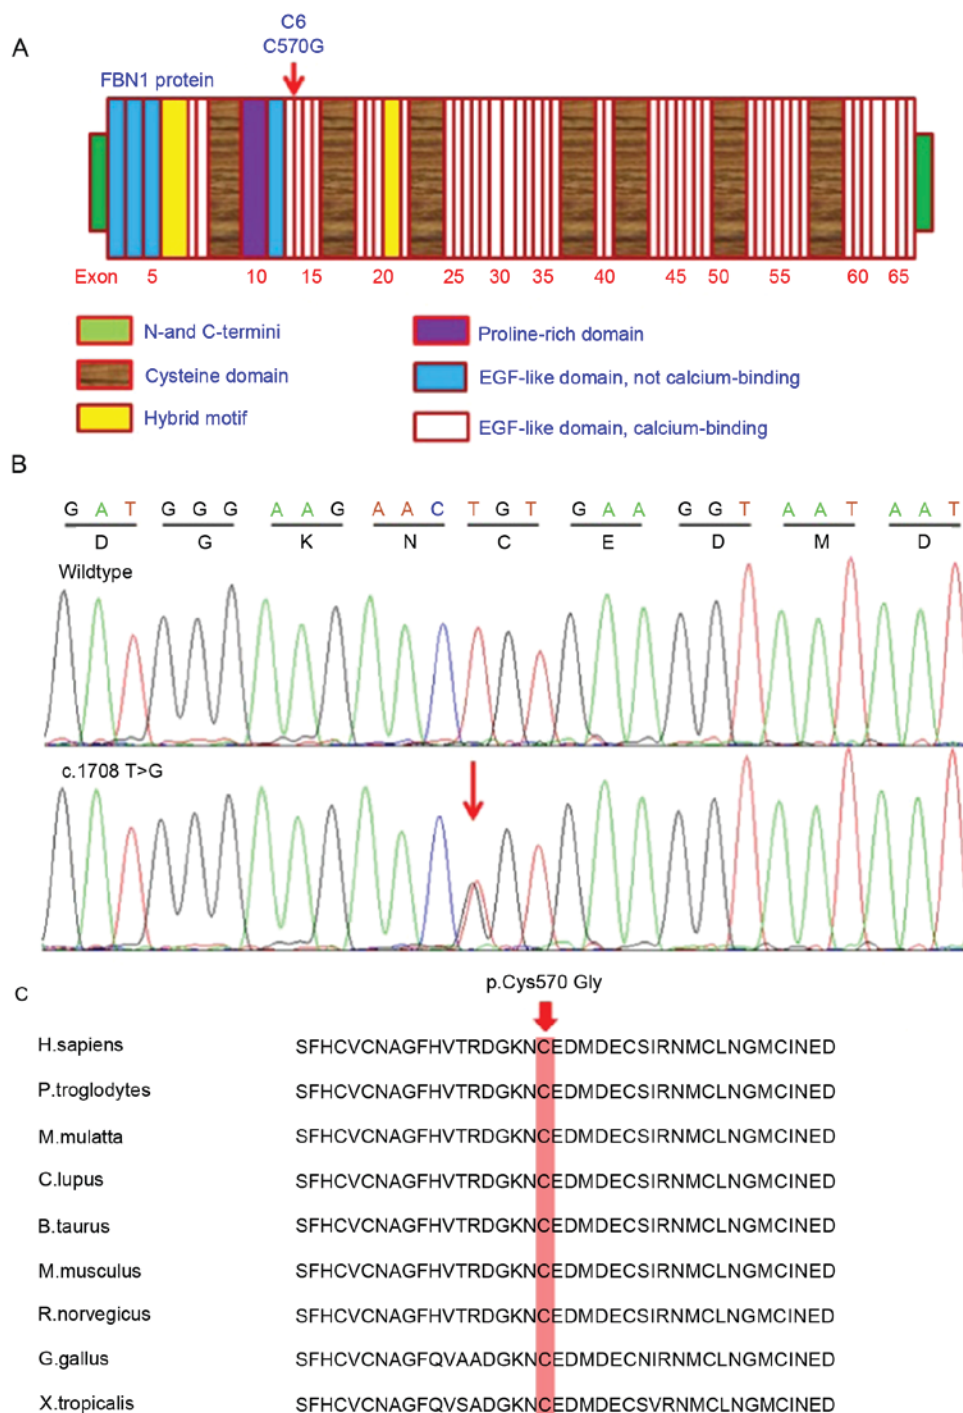 A
C6
C570G
FBN1 protein
Exon 5 10 15 20 25 30 35 40 45 50 55 60 65
N-and C-termini
Proline-rich domain
Cysteine domain
EGF-like domain, not calcium-binding
Hybrid motif
EGF-like domain, calcium-binding
B
G A T G G G A A G A A C T G T G A A G G T A A T A A T
D G K N C E D M D
Wildtype
c.1708 T>G
C
p.Cys570 Gly
H.sapiens SFHCVCNAGFHVTRDGKNCEDMDECSIRNMCLNGMCINED
P.troglodytes SFHCVCNAGFHVTRDGKNCEDMDECSIRNMCLNGMCINED
M.mulatta SFHCVCNAGFHVTRDGKNCEDMDECSIRNMCLNGMCINED
C.lupus SFHCVCNAGFHVTRDGKNCEDMDECSIRNMCLNGMCINED
B.taurus SFHCVCNAGFHVTRDGKNCEDMDECSIRNMCLNGMCINED
M.musculus SFHCVCNAGFHVTRDGKNCEDMDECSIRNMCLNGMCINED
R.norvegicus SFHCVCNAGFHVTRDGKNCEDMDECSIRNMCLNGMCINED
G.gallus SFHCVCNAGFQVAADGKNCEDMDECNIRNMCLNGMCINED
X.tropicalis SFHCVCNAGFQVSADGKNCEDMDECSVRNMCLNGMCINED